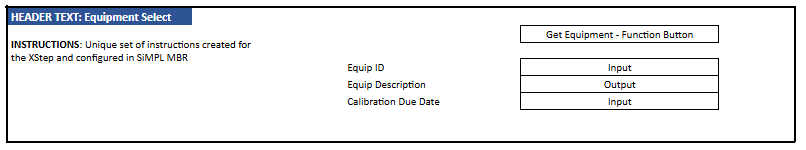 HEADER TEXT: Equipment Select
Get Equipment - Function Button
INSTRUCTIONS: Unique set of instructions created for
the XStep and configured in SiMPL MBR
Equip ID Input
Equip Description Output
Calibration Due Date Input